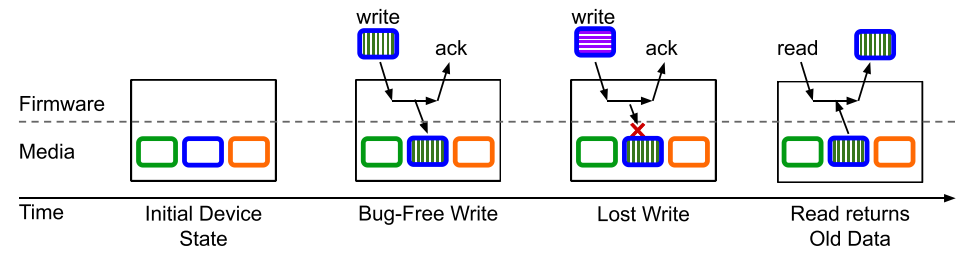 write
write
ack
ack
read
Firmware
Media
Time
Initial Device
State
Bug-Free Write
Lost Write
Read returns
Old Data